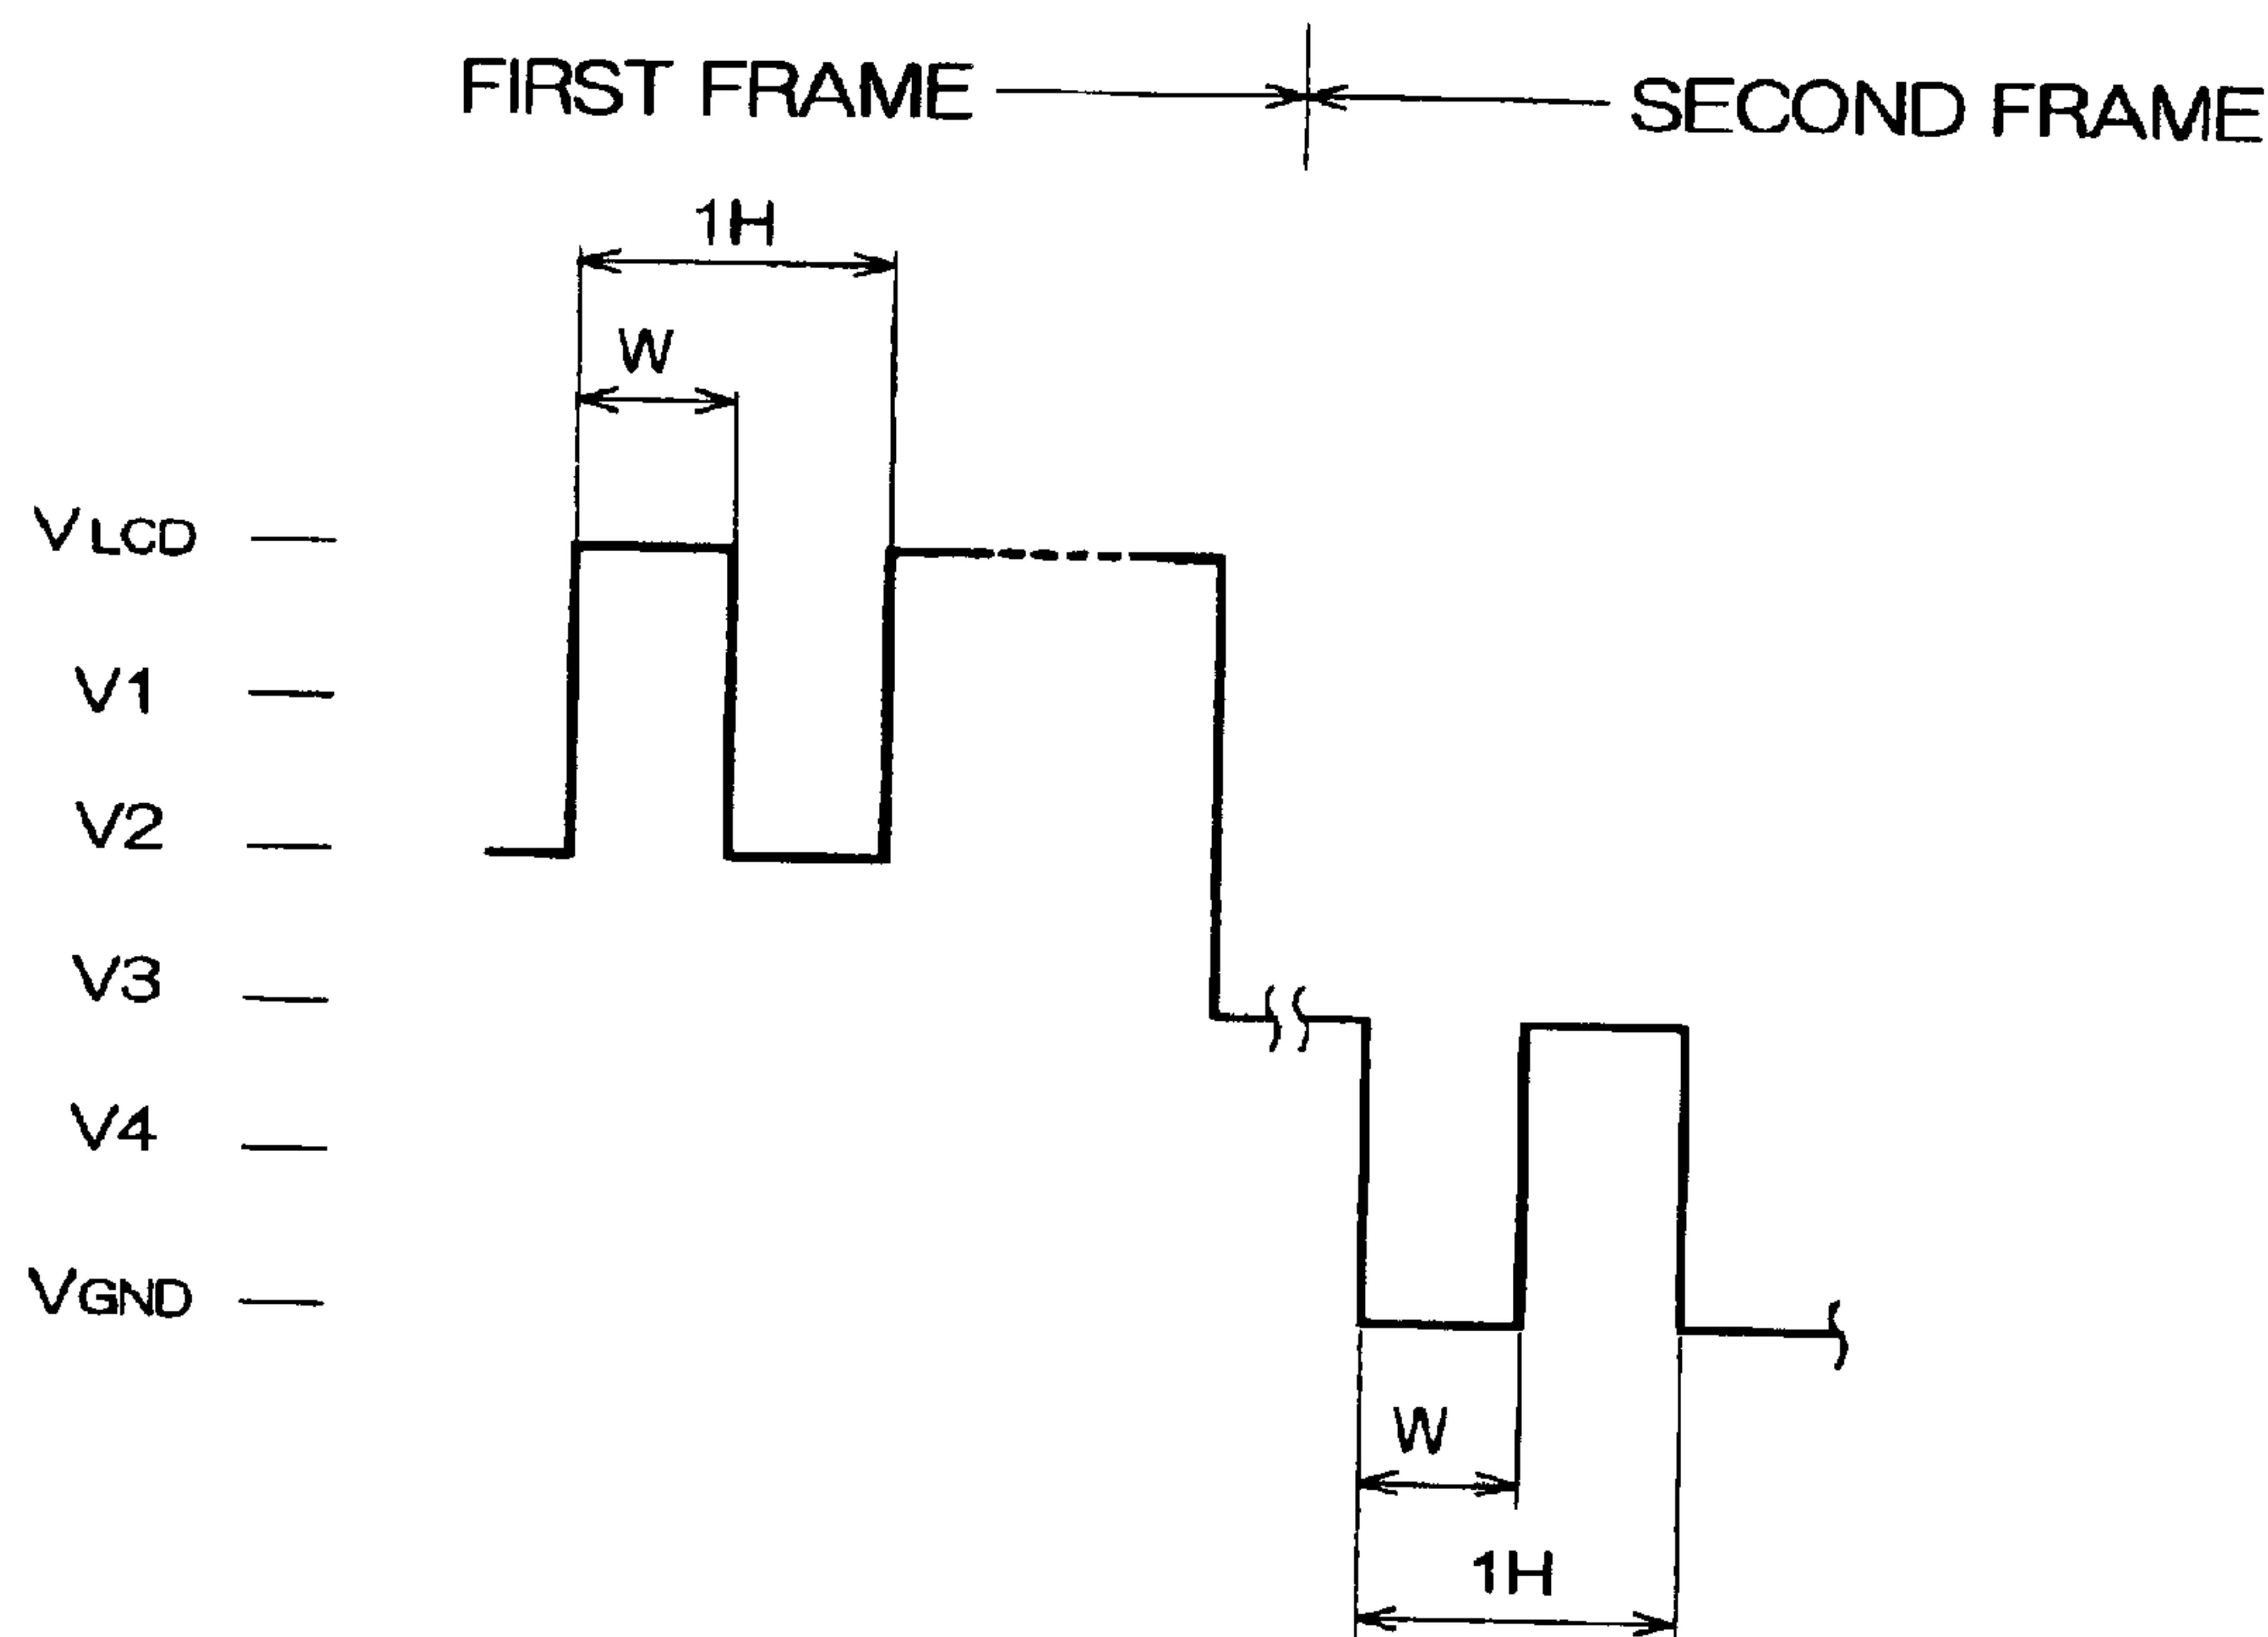 FIRST FRAME
SECOND FRAME
1H
W
VLCD
V1
V2
V3
V4
VGND
W
1H